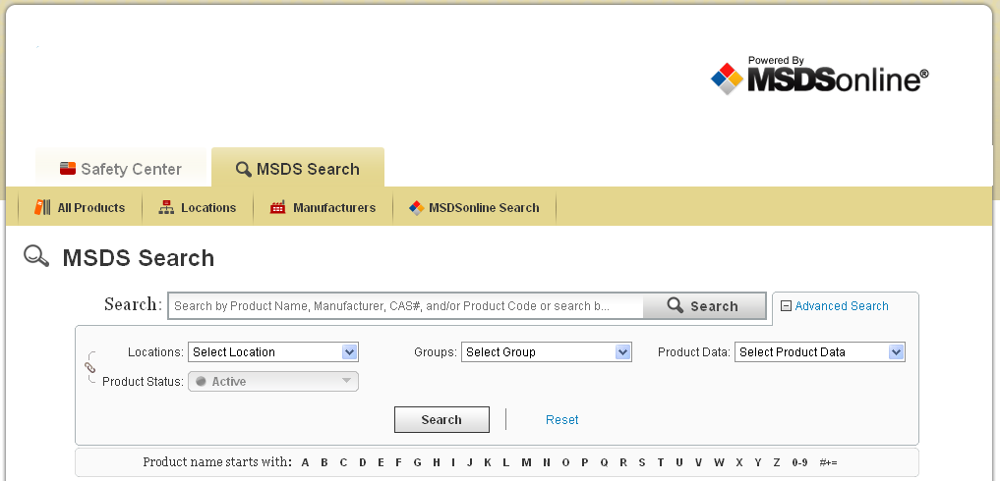 Powered By
MSDSonline®
Safety Center
MSDS Search
All Products
Locations
Manufacturers
MSDSonline Search
MSDS Search
Search:
Search by Product Name, Manufacturer, CAS#, and/or Product Code or search b...
Search
Advanced Search
Locations: Select Location
Groups: Select Group
Product Data: Select Product Data
Product Status: Active
Search
Reset
Product name starts with: A B C D E F G H I J K L M N O P Q R S T U V W X Y Z 0-9 #+=